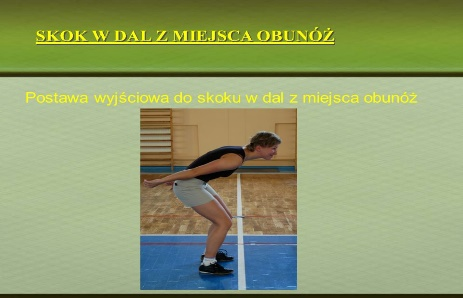 SKOK W DAL Z MIEJSCA OBUNÓŻ
Postawa wyjściowa do skoku w dal z miejsca obunóż